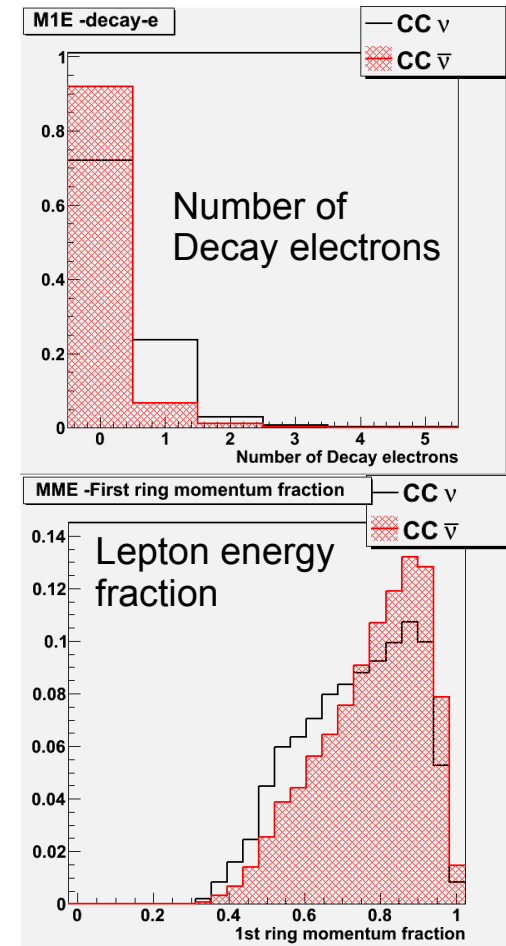 M1E -decay-e
CC ν
CC ν̅
1
0.8
0.6
0.4
0.2
0
Number of
Decay electrons
0 1 2 3 4 5
Number of Decay electrons
MME -First ring momentum fraction
CC ν
CC ν̅
0.14
0.12
0.1
0.08
0.06
0.04
0.02
0
Lepton energy
fraction
0 0.2 0.4 0.6 0.8 1
1st ring momentum fraction